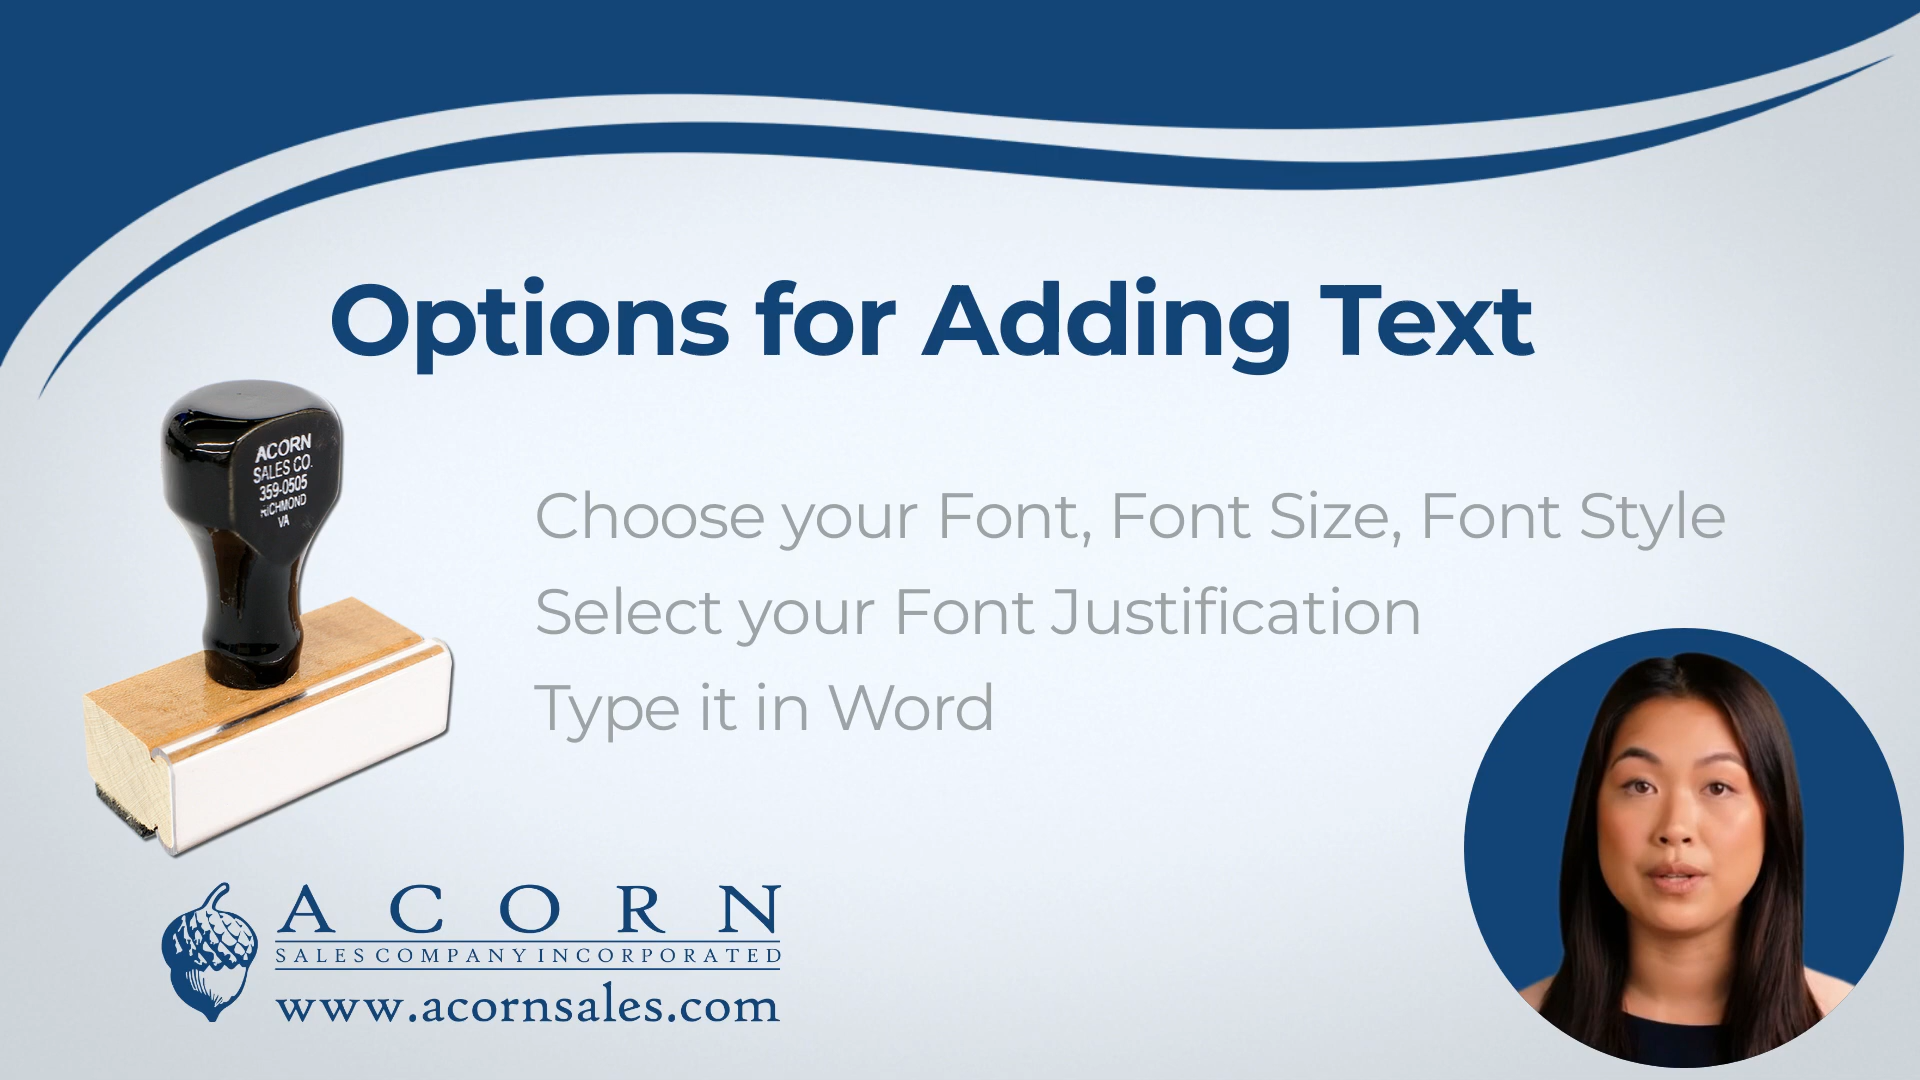 Options for Adding Text
ACORN
SALES CO.
359-0505
RICHMOND
VA
Choose your Font, Font Size, Font Style
Select your Font Justification
Type it in Word
ACORN
SALES COMPANY INCORPORATED
www.acornsales.com